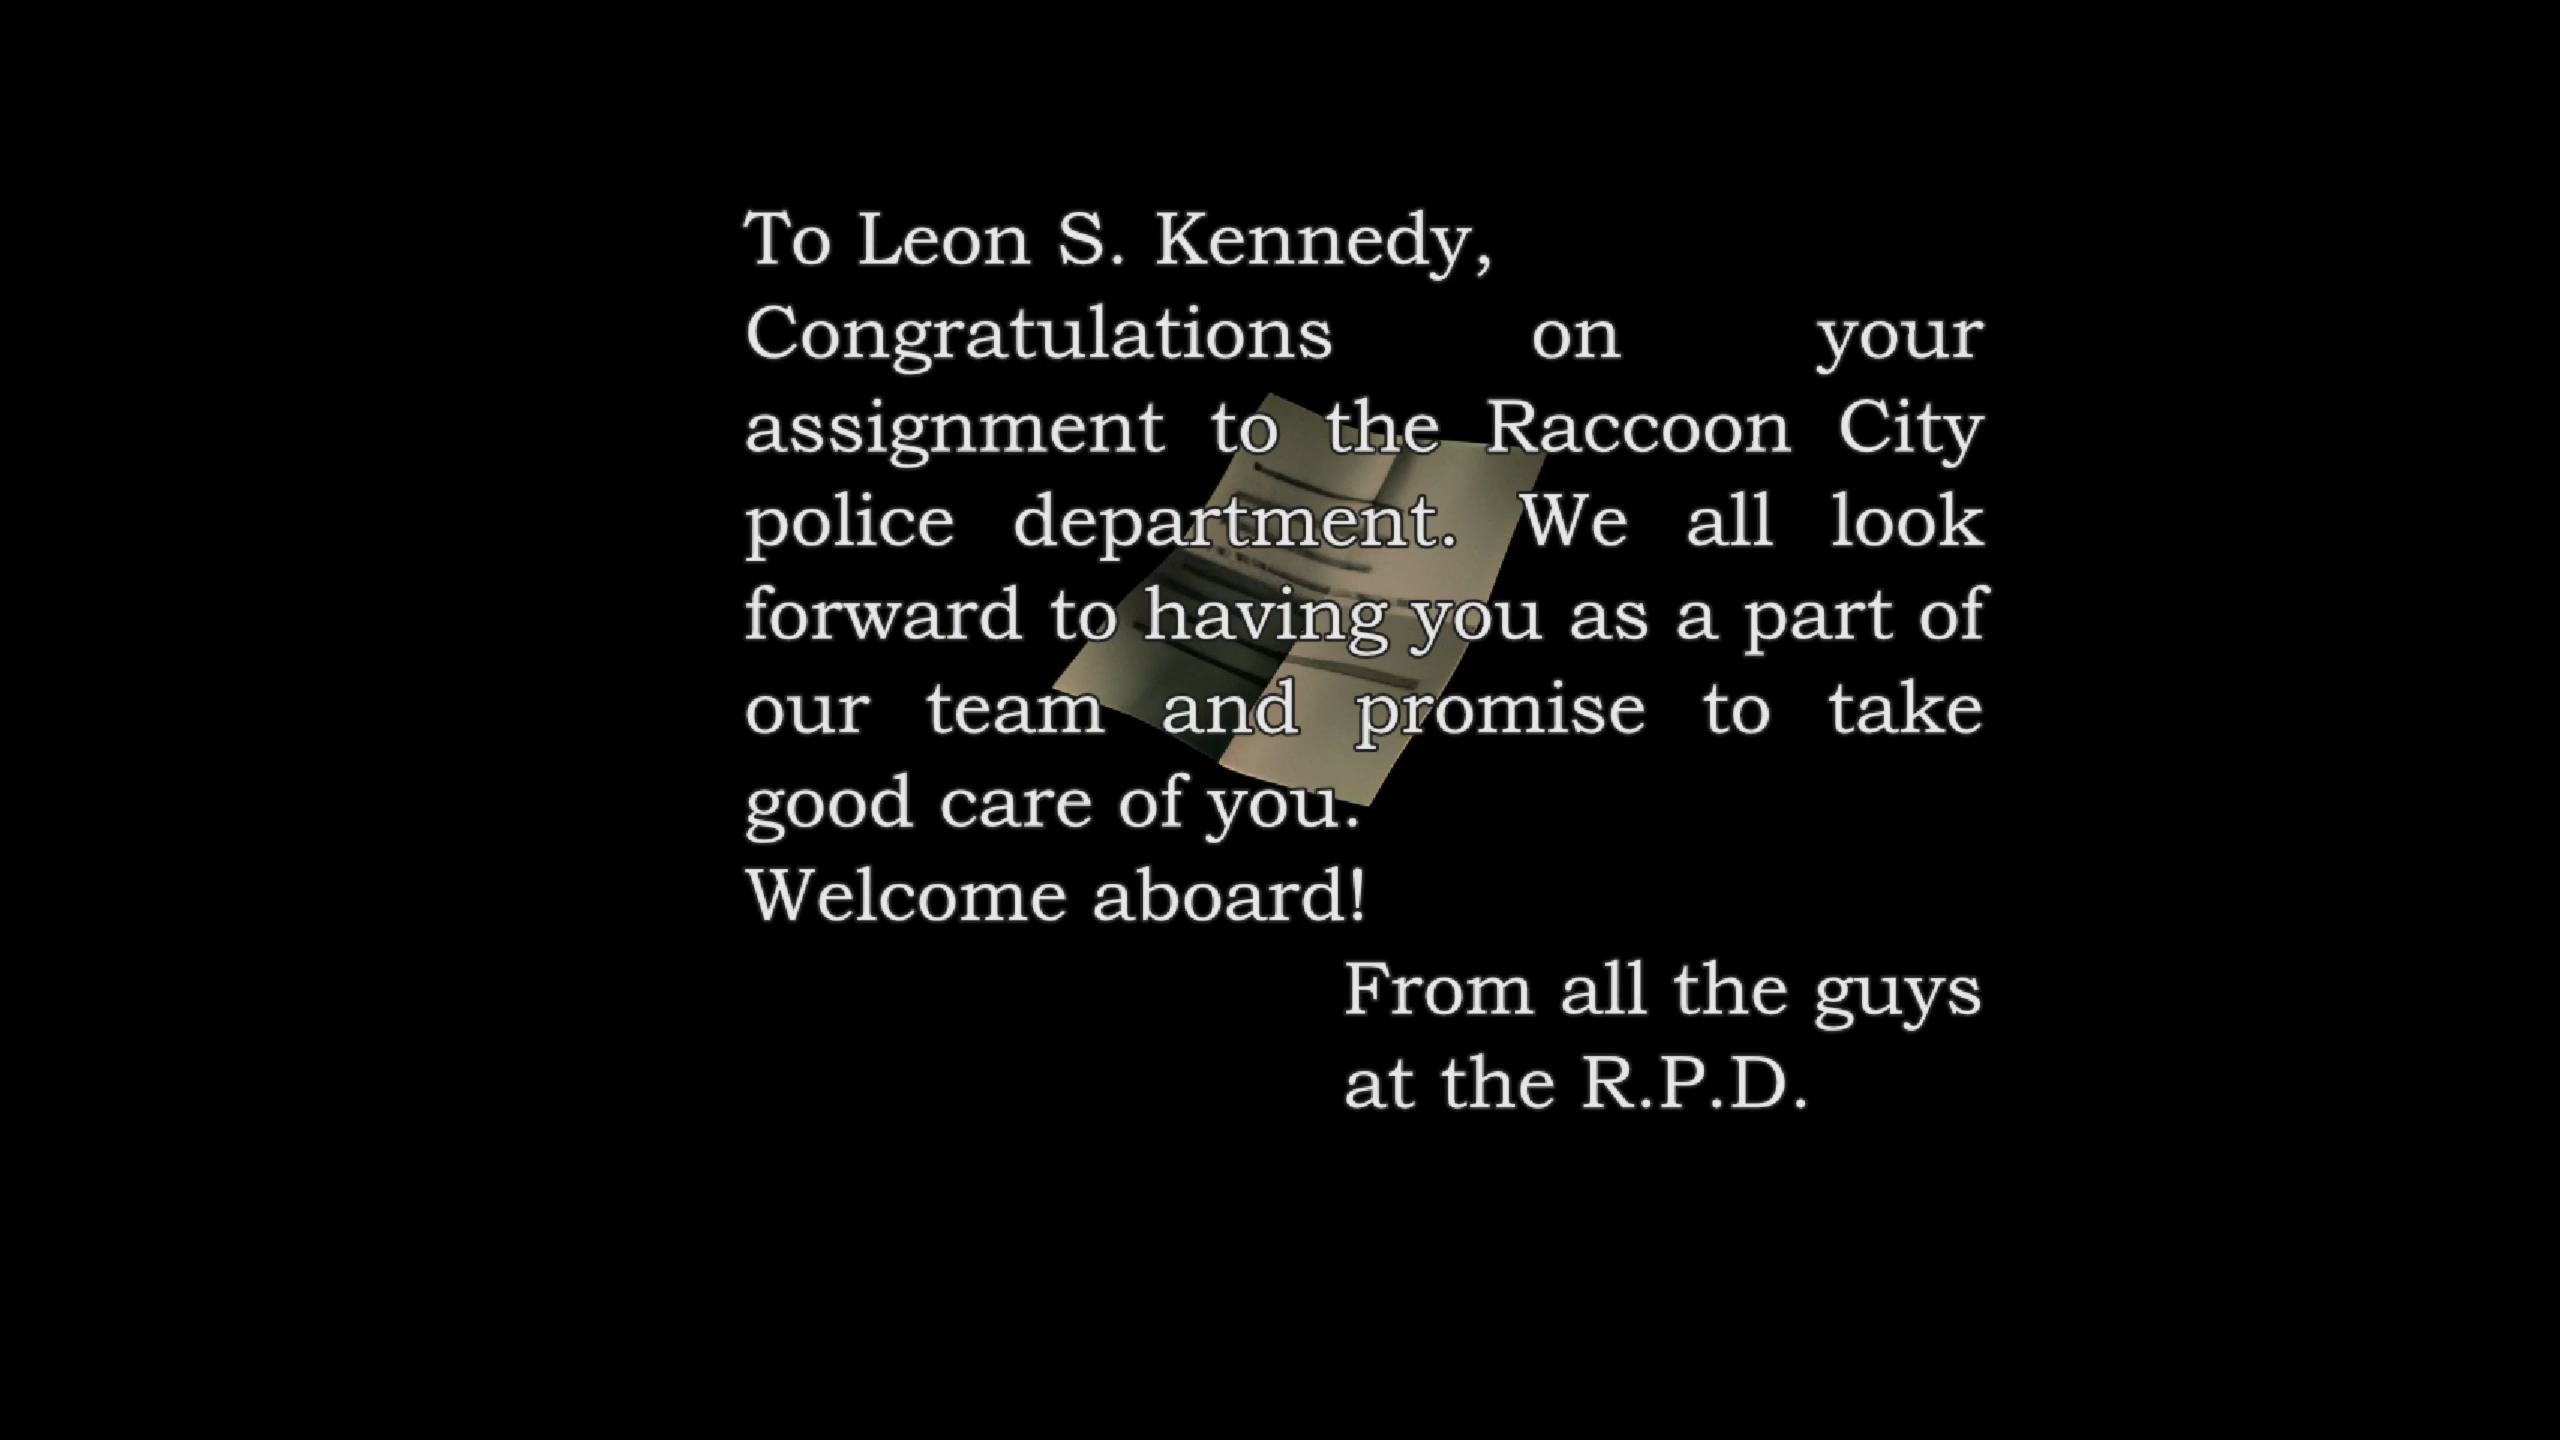 To Leon S. Kennedy,
Congratulations on your
assignment to the Raccoon City
police department. We all look
forward to having you as a part of
our team and promise to take
good care of you.
Welcome aboard!
From all the guys
at the R.P.D.